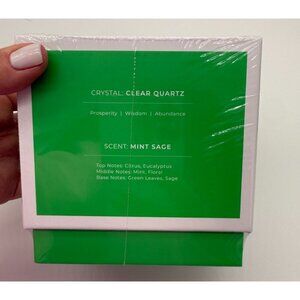 CRYSTAL: CLEAR QUARTZ
Prosperity | Wisdom | Abundance
SCENT: MINT SAGE
Top Notes: Citrus, Eucalyptus
Middle Notes: Mint, Floral
Base Notes: Green Leaves, Sage